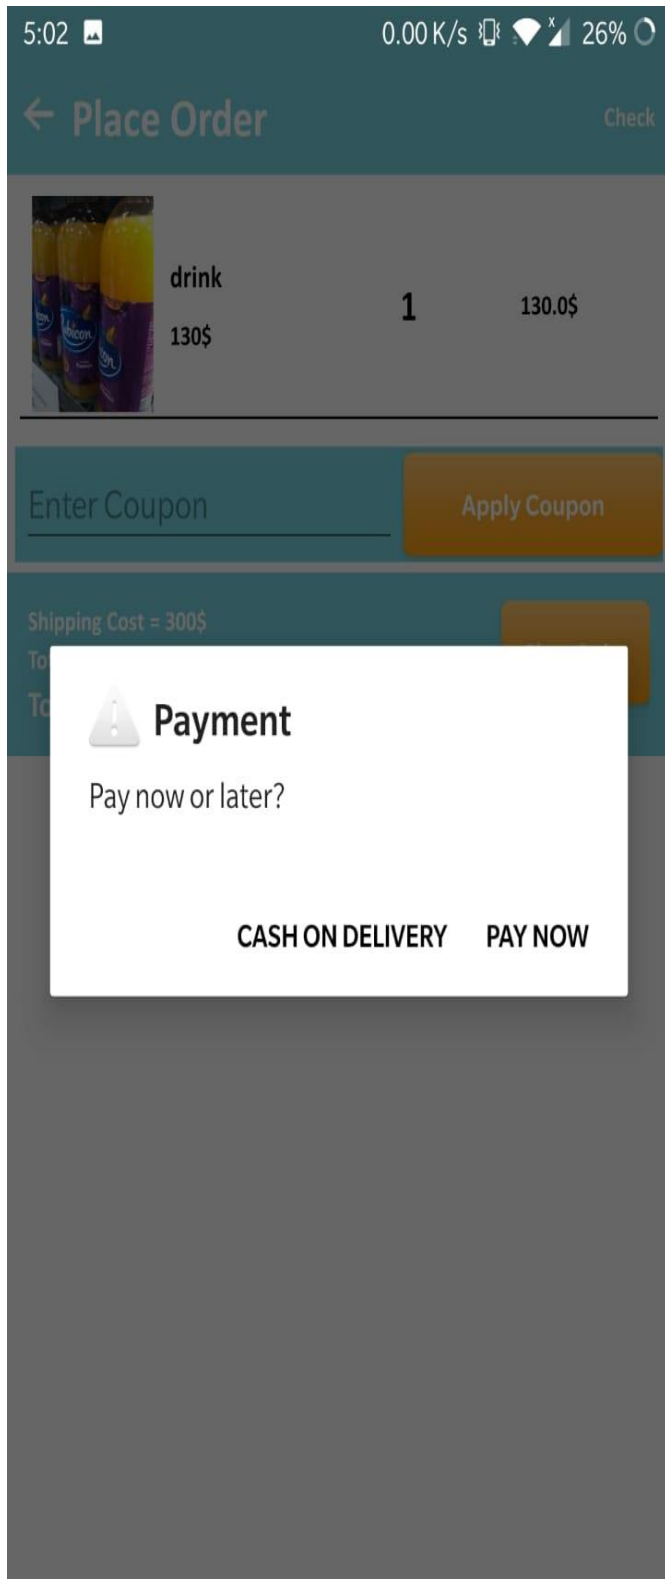 5:02 0.00 K/s x 26%
Place Order Check
drink
130$ 1 130.0$
Rubicon
Enter Coupon Apply Coupon
Shipping Cost = 300$
Payment
Pay now or later?
CASH ON DELIVERY PAY NOW